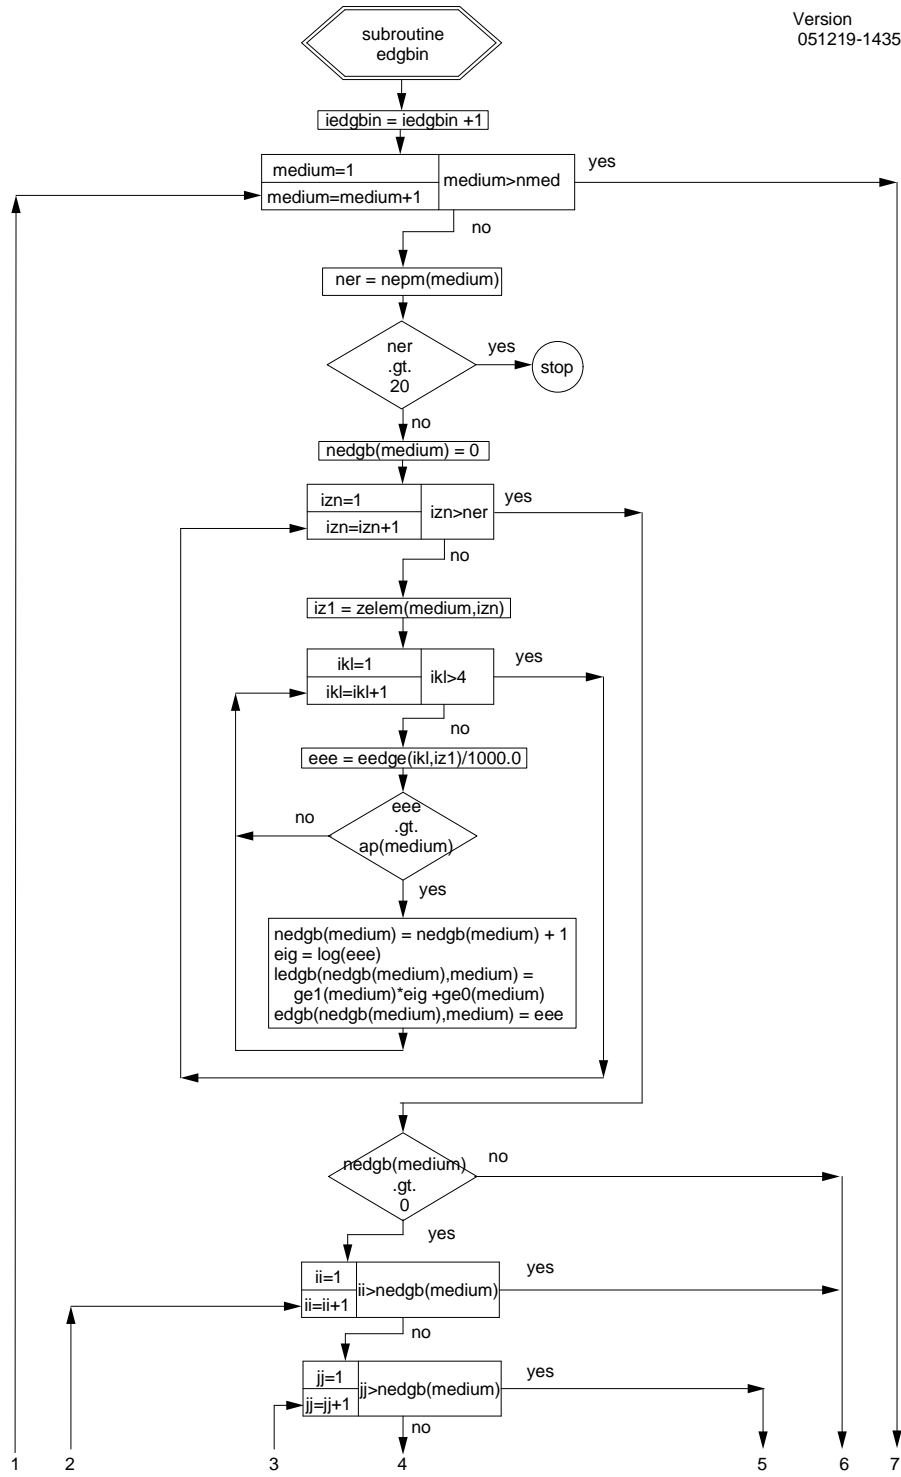 Version
051219-1435
subroutine
edgbin
iedgbin = iedgbin +1
medium=1
medium=medium+1
medium>nmed
yes
no
ner = nepm(medium)
ner
.gt.
20
yes
stop
no
nedgb(medium) = 0
izn=1
izn=izn+1
izn>ner
yes
no
iz1 = zelem(medium,izn)
ikl=1
ikl=ikl+1
ikl>4
yes
no
eee = eedge(ikl,iz1)/1000.0
eee
.gt.
ap(medium)
no
yes
nedgb(medium) = nedgb(medium) + 1
eig = log(eee)
ledgb(nedgb(medium),medium) =
ge1(medium)*eig +ge0(medium)
edgb(nedgb(medium),medium) = eee
nedgb(medium)
.gt.
0
no
yes
ii=1
ii=ii+1
ii>nedgb(medium)
yes
no
jj=1
jj=jj+1
jj>nedgb(medium)
yes
no
1 2 3 4 5 6 7